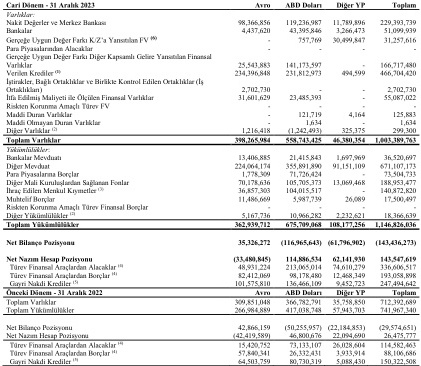 Cari Dönem - 31 Aralık 2023 Avro ABD Doları Diğer YP Toplam
Varlıklar:
Nakit Değerler ve Merkez Bankası 98,366,856 119,236,987 11,789,896 229,393,739
Bankalar 4,437,620 43,395,846 3,266,473 51,099,939
Gerçeğe Uygun Değer Farkı K/Z'a Yansıtılan FV (6) - 757,769 30,499,847 31,257,616
Para Piyasalarından Alacaklar - - - -
Gerçeğe Uygun Değer Farkı Diğer Kapsamlı Gelire Yansıtılan Finansal
Varlıklar 25,543,883 141,173,597 - 166,717,480
Verilen Krediler 234,396,848 231,812,973 494,599 466,704,420
İştirakler, Bağlı Ortaklıklar ve Birlikte Kontrol Edilen Ortaklıklar (İş
Ortaklıkları) 2,702,730 - - 2,702,730
İtfa Edilmiş Maliyeti ile Ölçülen Finansal Varlıklar 31,601,629 23,485,393 - 55,087,022
Riskten Korunma Amaçlı Türev FV - - - -
Maddi Duran Varlıklar - 121,719 4,164 125,883
Maddi Olmayan Duran Varlıklar - 1,634 - 1,634
Diğer Varlıklar (2) 1,216,418 (1,242,493) 325,375 299,300
Toplam Varlıklar 398,265,984 558,743,425 46,380,354 1,003,389,763
Yükümlülükler:
Bankalar Mevduatı 13,406,885 21,415,843 1,697,969 36,520,697
Diğer Mevduat 224,064,174 355,891,890 91,151,109 671,107,173
Para Piyasalarına Borçlar 1,778,309 71,726,424 - 73,504,733
Diğer Mali Kuruluşlardan Sağlanan Fonlar 70,178,636 105,705,373 13,069,468 188,953,477
İhraç Edilen Menkul Kıymetler (3) 36,857,303 104,015,517 - 140,872,820
Muhtelif Borçlar 11,486,669 5,987,739 26,089 17,500,497
Riskten Korunma Amaçlı Türev Finansal Borçlar - - - -
Diğer Yükümlülükler (2) 5,167,736 10,966,282 2,232,621 18,366,639
Toplam Yükümlülükler 362,939,712 675,709,068 108,177,256 1,146,826,036
Net Bilanço Pozisyonu 35,326,272 (116,965,643) (61,796,902) (143,436,273)
Net Nazım Hesap Pozisyonu (33,480,845) 114,886,534 62,141,930 143,547,619
Türev Finansal Araçlardan Alacaklar (4) 48,931,224 213,065,014 74,610,279 336,606,517
Türev Finansal Araçlardan Borçlar (4) 82,412,069 98,178,480 12,468,349 193,058,898
Gayri Nakdi Krediler (5) 101,575,810 136,466,109 9,452,723 247,494,642
Önceki Dönem - 31 Aralık 2022 Avro ABD Doları Diğer YP Toplam
Toplam Varlıklar 309,851,048 366,782,791 35,758,850 712,392,689
Toplam Yükümlülükler 266,984,889 417,038,748 57,943,703 741,967,340
Net Bilanço Pozisyonu 42,866,159 (50,255,957) (22,184,853) (29,574,651)
Net Nazım Hesap Pozisyonu (42,419,589) 46,800,676 22,094,690 26,475,777
Türev Finansal Araçlardan Alacaklar (4) 15,420,752 73,133,107 26,028,604 114,582,463
Türev Finansal Araçlardan Borçlar (4) 57,840,341 26,332,431 3,933,914 88,106,686
Gayri Nakdi Krediler (5) 64,503,759 80,730,319 5,088,430 150,322,508